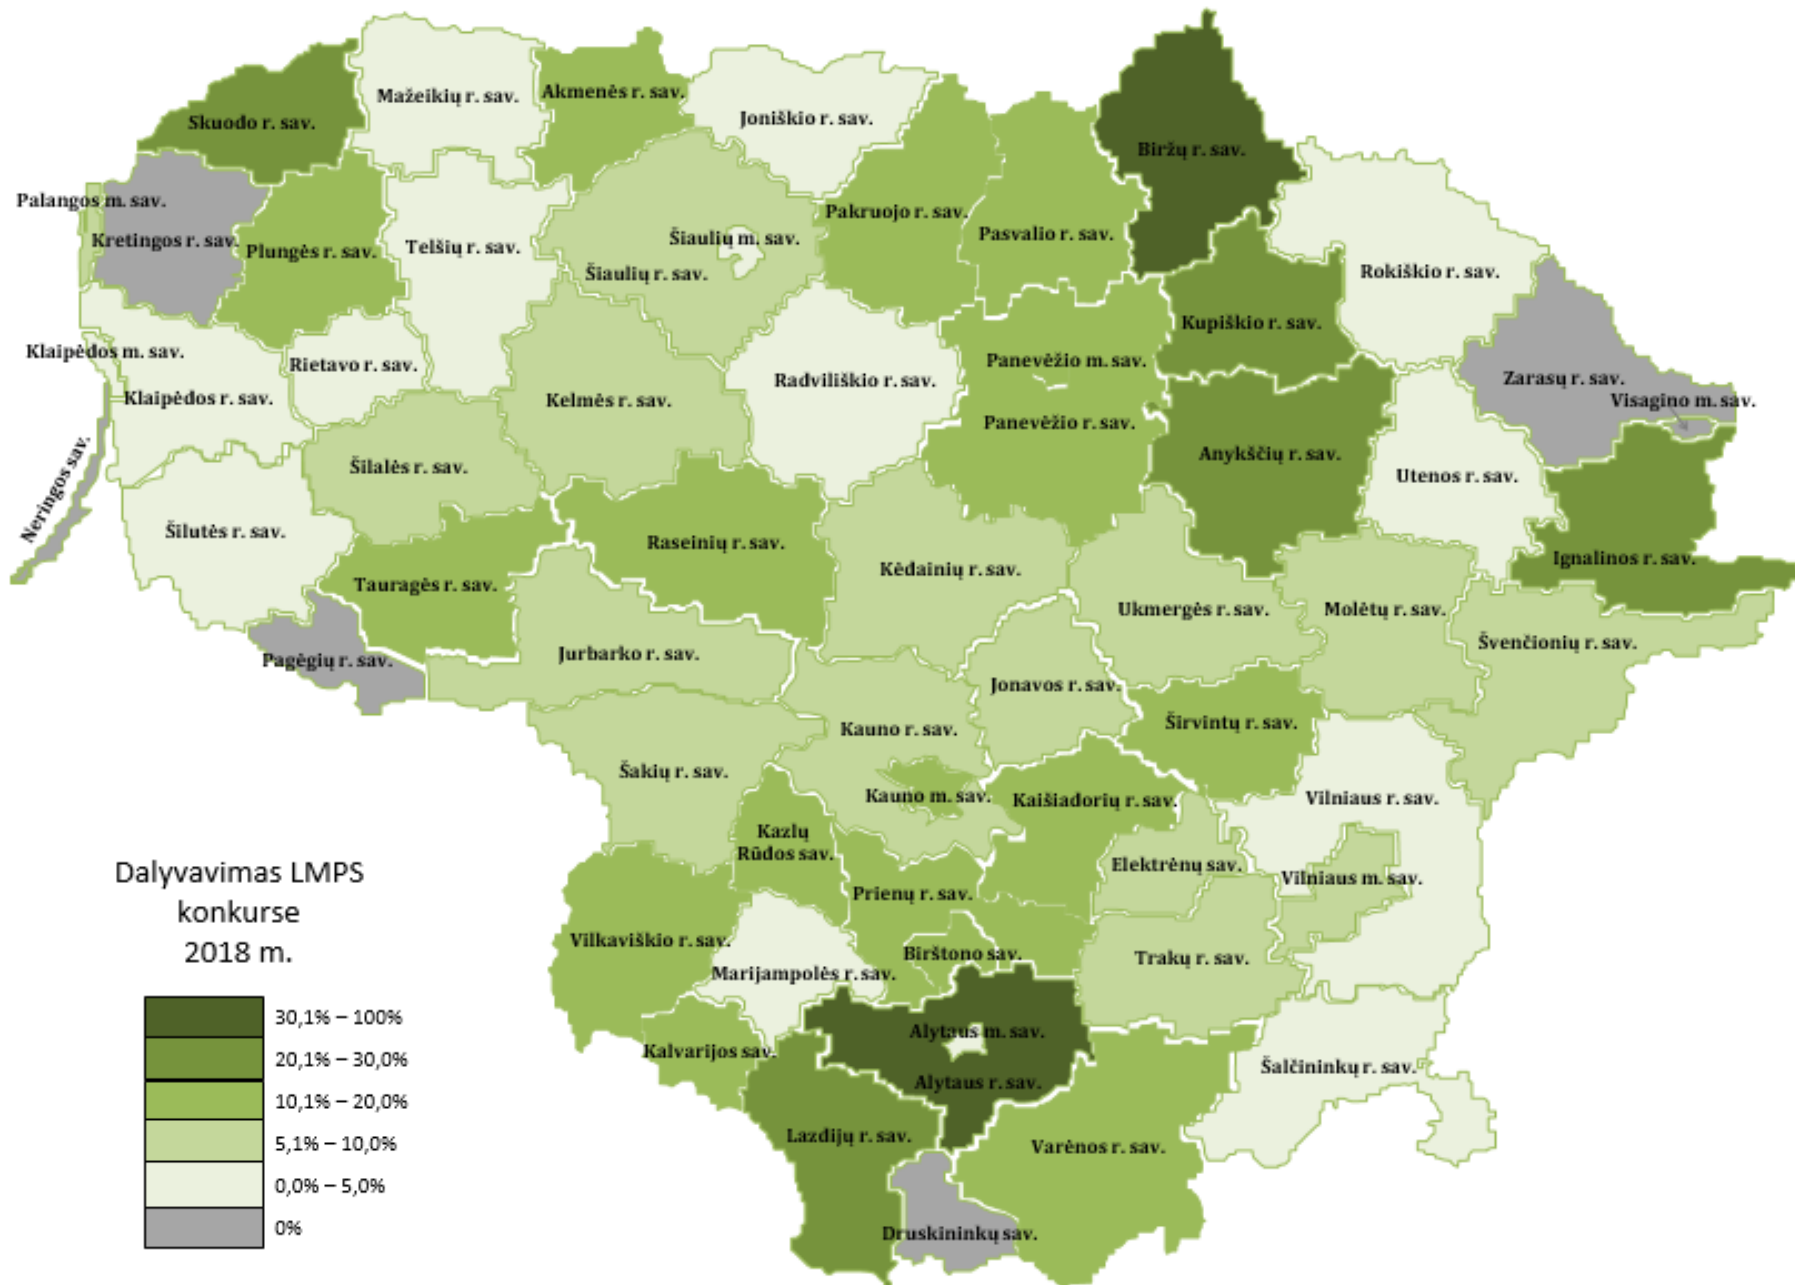 Mažeikių r. sav.
Akmenės r. sav.
Joniškio r. sav.
Skuodo r. sav.
Biržų r. sav.
Palangos m. sav.
Kretingos r. sav.
Plungės r. sav.
Telšių r. sav.
Šiaulių m. sav.
Šiaulių r. sav.
Pakruojo r. sav.
Pasvalio r. sav.
Rokiškio r. sav.
Kupiškio r. sav.
Klaipėdos m. sav.
Rietavo r. sav.
Klaipėdos r. sav.
Kelmės r. sav.
Radviliškio r. sav.
Panevėžio m. sav.
Panevėžio r. sav.
Zarasų r. sav.
Visagino m. sav.
Neringos sav.
Šilalės r. sav.
Anykščių r. sav.
Utenos r. sav.
Šilutės r. sav.
Raseinių r. sav.
Ignalinos r. sav.
Tauragės r. sav.
Kėdainių r. sav.
Ukmergės r. sav.
Molėtų r. sav.
Švenčionių r. sav.
Pagėgių r. sav.
Jurbarko r. sav.
Jonavos r. sav.
Širvintų r. sav.
Kauno r. sav.
Šakių r. sav.
Kauno m. sav.
Kaišiadorių r. sav.
Vilniaus r. sav.
Kazlų
Rūdos sav.
Elektrėnų sav.
Vilniaus m. sav.
Prienų r. sav.
Vilkaviškio r. sav.
Birštono sav.
Trakų r. sav.
Marijampolės r. sav.
Alytaus m. sav.
Kalvarijos sav.
Šalčininkų r. sav.
Alytaus r. sav.
Lazdijų r. sav.
Varėnos r. sav.
Druskininkų sav.
Dalyvavimas LMPS
konkurse
2018 m.
30,1% – 100%
20,1% – 30,0%
10,1% – 20,0%
5,1% – 10,0%
0,0% – 5,0%
0%